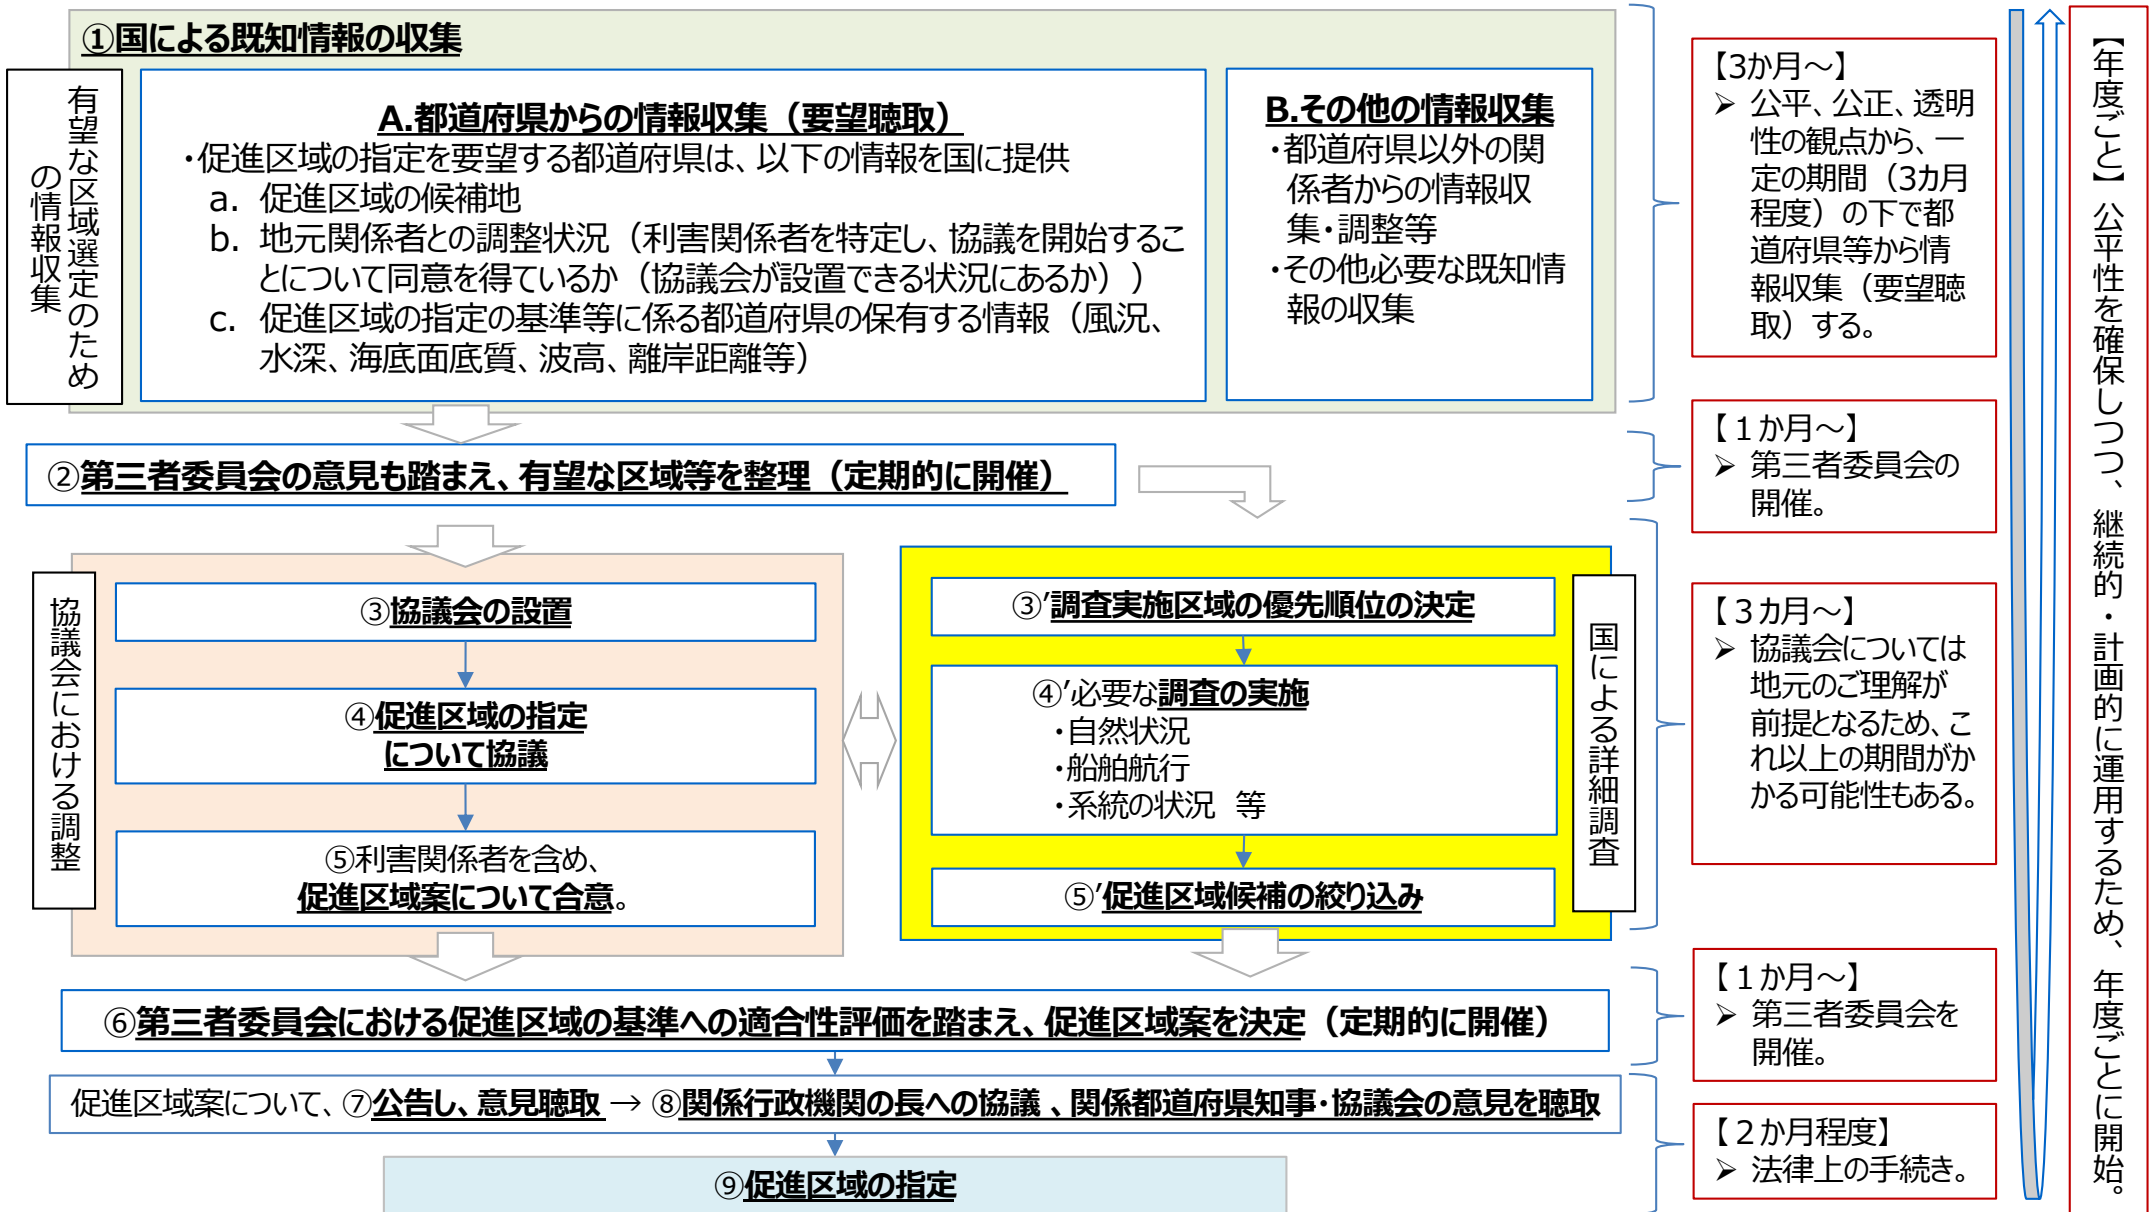 ①国による既知情報の収集
有望な区域選定のため
の情報収集
A.都道府県からの情報収集（要望聴取）
・促進区域の指定を要望する都道府県は、以下の情報を国に提供
a. 促進区域の候補地
b. 地元関係者との調整状況（利害関係者を特定し、協議を開始するこ
とについて同意を得ているか（協議会が設置できる状況にあるか））
c. 促進区域の指定の基準等に係る都道府県の保有する情報（風況、
水深、海底面底質、波高、離岸距離等）
B.その他の情報収集
・都道府県以外の関
係者からの情報収
集・調整等
・その他必要な既知情
報の収集
【3か月～】
➢ 公平、公正、透明
性の観点から、一
定の期間（3カ月
程度）の下で都
道府県等から情
報収集（要望聴
取）する。
②第三者委員会の意見も踏まえ、有望な区域等を整理（定期的に開催）
【１か月～】
➢ 第三者委員会の
開催。
協議会における調整
③協議会の設置
④促進区域の指定
について協議
⑤利害関係者を含め、
促進区域案について合意。
③’調査実施区域の優先順位の決定
④’必要な調査の実施
・自然状況
・船舶航行
・系統の状況　等
⑤’促進区域候補の絞り込み
国による詳細調査
【３カ月～】
➢ 協議会については
地元のご理解が
前提となるため、こ
れ以上の期間がか
かる可能性もある。
⑥第三者委員会における促進区域の基準への適合性評価を踏まえ、促進区域案を決定（定期的に開催）
【１か月～】
➢ 第三者委員会を
開催。
促進区域案について、⑦公告し、意見聴取 → ⑧関係行政機関の長への協議 、関係都道府県知事・協議会の意見を聴取
【２か月程度】
➢ 法律上の手続き。
⑨促進区域の指定
【年度ごと】公平性を確保しつつ、継続的・計画的に運用するため、年度ごとに開始。